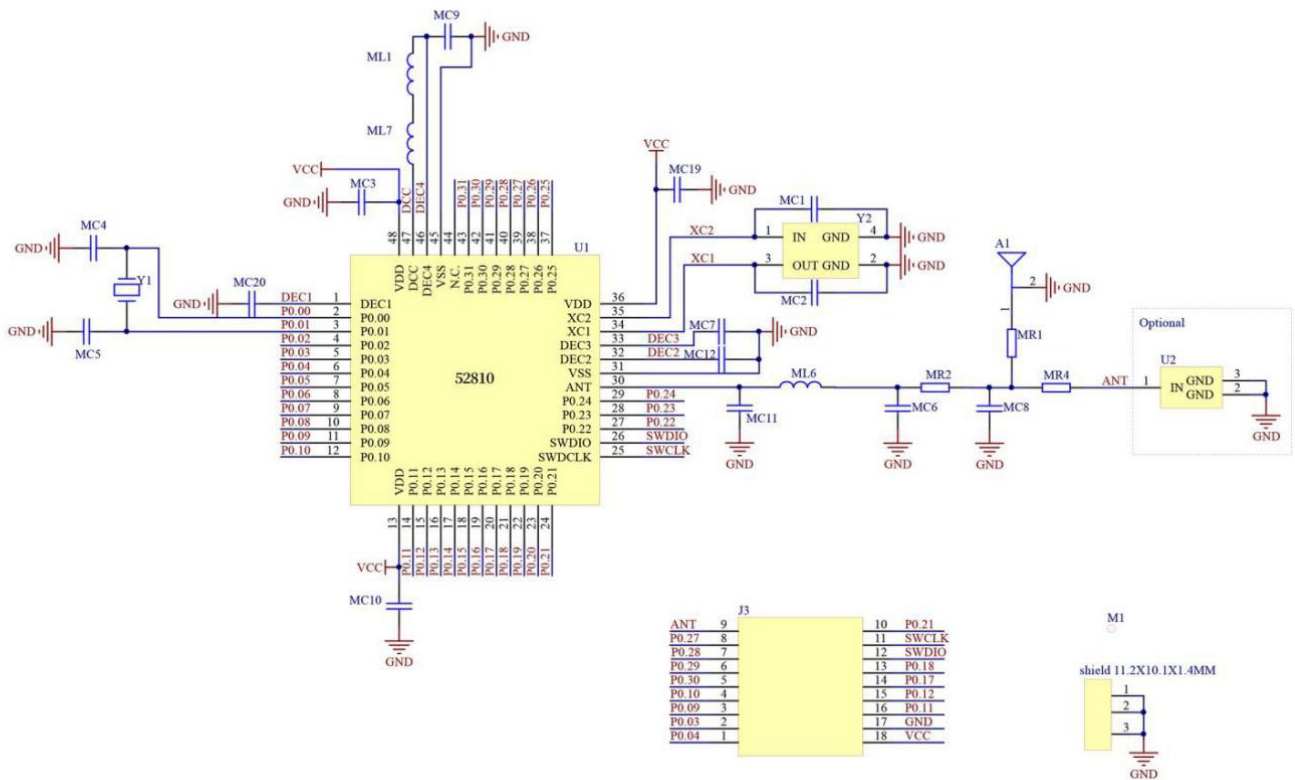 MC9
GND
ML1
ML7
VCC
MC3
GND
DCC
DEC4
P0.31
P0.30
P0.29
P0.28
P0.27
P0.26
P0.25
VCC
MC19
GND
MC1
Y2
XC2
1 IN GND 4
GND
XC1
3 OUT GND 2
GND
MC2
MC4
GND
Y1
MC20
GND
GND
MC5
U1
48 47 46 45 44 43 42 41 40 39 38 37
VDD DCC DEC4 VSS N.C. P0.31 P0.30 P0.29 P0.28 P0.27 P0.26 P0.25
DEC1 1 DEC1
P0.00 2 P0.00
P0.01 3 P0.01
P0.02 4 P0.02
P0.03 5 P0.03
P0.04 6 P0.04
P0.05 7 P0.05
P0.06 8 P0.06
P0.07 9 P0.07
P0.08 10 P0.08
P0.09 11 P0.09
P0.10 12 P0.10
52810
VDD 36
XC2 35
XC1 34
DEC3 33 DEC3
DEC2 32 DEC2
VSS 31
ANT 30
P0.24 29 P0.24
P0.23 28 P0.23
P0.22 27 P0.22
SWDIO 26 SWDIO
SWDCLK 25 SWCLK
MC7
MC12
GND
VDD P0.11 P0.12 P0.13 P0.14 P0.15 P0.16 P0.17 P0.18 P0.19 P0.20 P0.21
13 14 15 16 17 18 19 20 21 22 23 24
P0.11 P0.12 P0.13 P0.14 P0.15 P0.16 P0.17 P0.18 P0.19 P0.20 P0.21
VCC
MC10
GND
ML6
MC11
GND
MC6
GND
MR2
MC8
GND
A1
2
GND
1
MR1
MR4
ANT
Optional
U2
1 IN GND 3
GND 2
GND
J3
ANT 9 10 P0.21
P0.27 8 11 SWCLK
P0.28 7 12 SWDIO
P0.29 6 13 P0.18
P0.30 5 14 P0.17
P0.10 4 15 P0.12
P0.09 3 16 P0.11
P0.03 2 17 GND
P0.04 1 18 VCC
M1
shield 11.2X10.1X1.4MM
1
2
3
GND